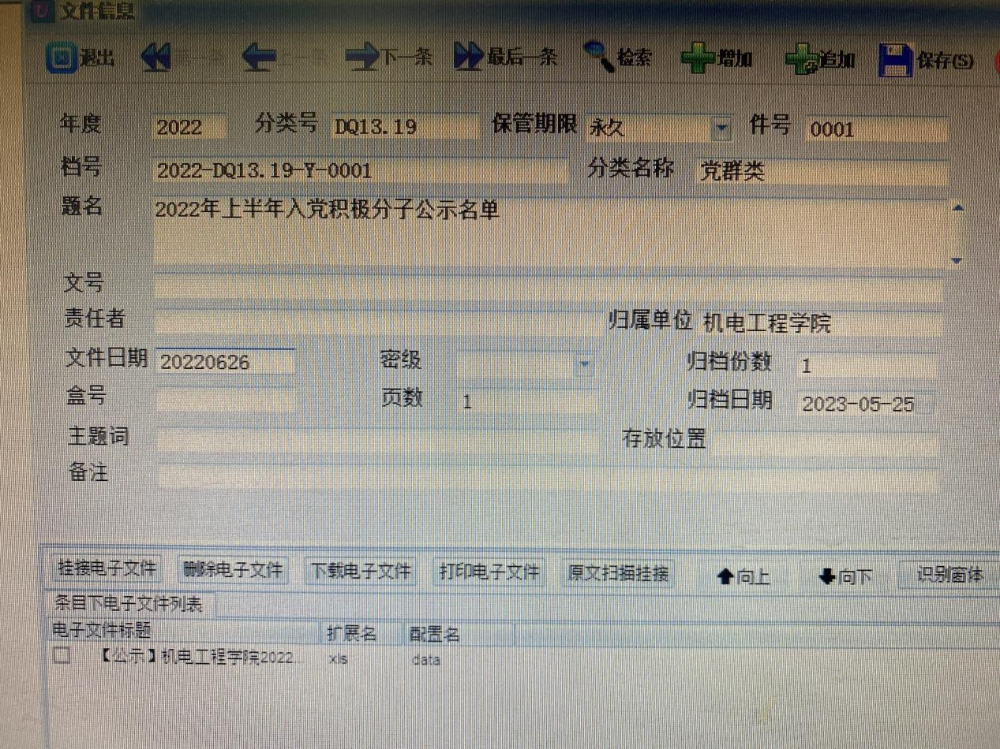 文件信息
退出 第一条 上一条 下一条 最后一条 检索 增加 追加 保存(S)
年度 2022 分类号 DQ13.19 保管期限 永久 件号 0001
档号 2022-DQ13.19-Y-0001 分类名称 党群类
题名 2022年上半年入党积极分子公示名单
文号
责任者 归属单位 机电工程学院
文件日期 20220626 密级 归档份数 1
盒号 页数 1 归档日期 2023-05-25
主题词 存放位置
备注
挂接电子文件 删除电子文件 下载电子文件 打印电子文件 原文扫描挂接 向上 向下 识别窗体
条目下电子文件列表
电子文件标题 扩展名 配置名
【公示】机电工程学院2022... xls data